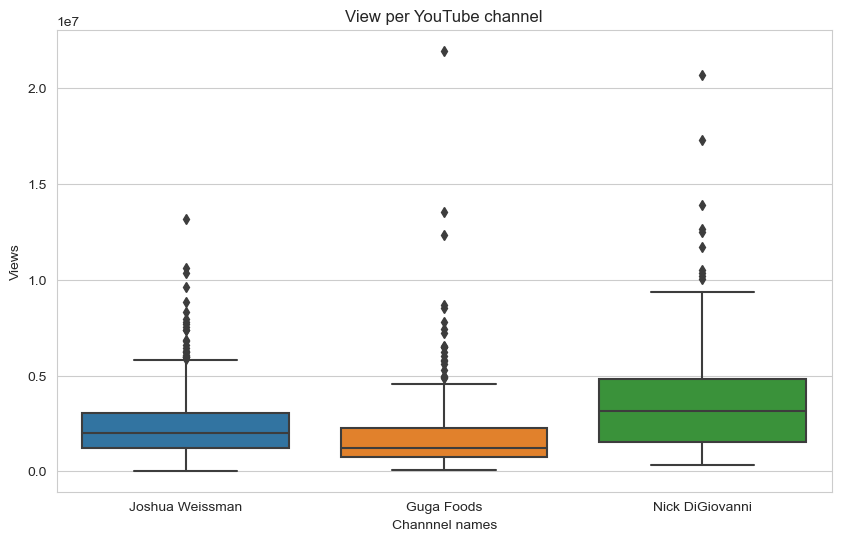 View per YouTube channel
1e7
2.0
1.5
1.0
0.5
0.0
Views
Joshua Weissman
Guga Foods
Nick DiGiovanni
Channnel names